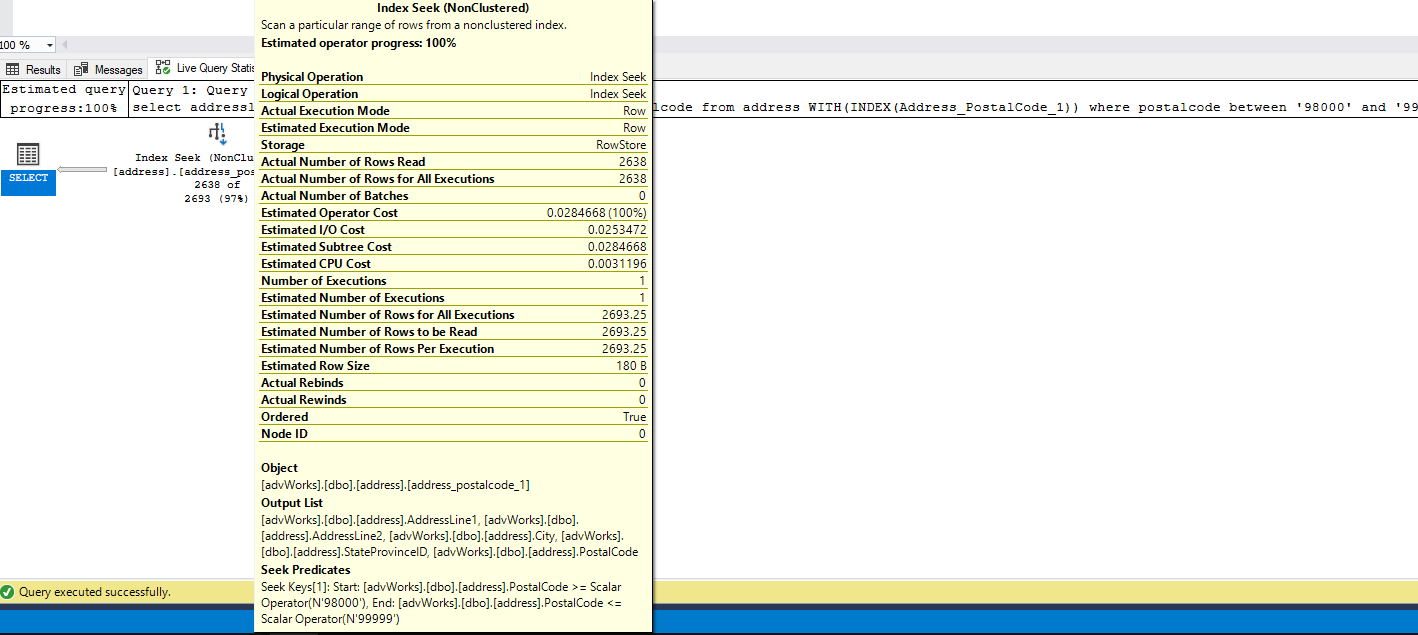 Index Seek (NonClustered)
Scan a particular range of rows from a nonclustered index.
Estimated operator progress: 100%
100 %
Results Messages Live Query Statis
Estimated query progress:100%
Query 1: Query
select address
lcode from address WITH(INDEX(Address_PostalCode_1)) where postalcode between '98000' and '99
SELECT
Index Seek (NonClu
[address].[address_pos
2638 of
2693 (97%)
Physical Operation Index Seek
Logical Operation Index Seek
Actual Execution Mode Row
Estimated Execution Mode Row
Storage RowStore
Actual Number of Rows Read 2638
Actual Number of Rows for All Executions 2638
Actual Number of Batches 0
Estimated Operator Cost 0.0284668 (100%)
Estimated I/O Cost 0.0253472
Estimated Subtree Cost 0.0284668
Estimated CPU Cost 0.0031196
Number of Executions 1
Estimated Number of Executions 1
Estimated Number of Rows for All Executions 2693.25
Estimated Number of Rows to be Read 2693.25
Estimated Number of Rows Per Execution 2693.25
Estimated Row Size 180 B
Actual Rebinds 0
Actual Rewinds 0
Ordered True
Node ID 0
Object
[advWorks].[dbo].[address].[address_postalcode_1]
Output List
[advWorks].[dbo].[address].AddressLine1, [advWorks].[dbo].
[address].AddressLine2, [advWorks].[dbo].[address].City, [advWorks].
[dbo].[address].StateProvinceID, [advWorks].[dbo].[address].PostalCode
Seek Predicates
Seek Keys[1]: Start: [advWorks].[dbo].[address].PostalCode >= Scalar
Operator(N'98000'), End: [advWorks].[dbo].[address].PostalCode <=
Scalar Operator(N'99999')
Query executed successfully.